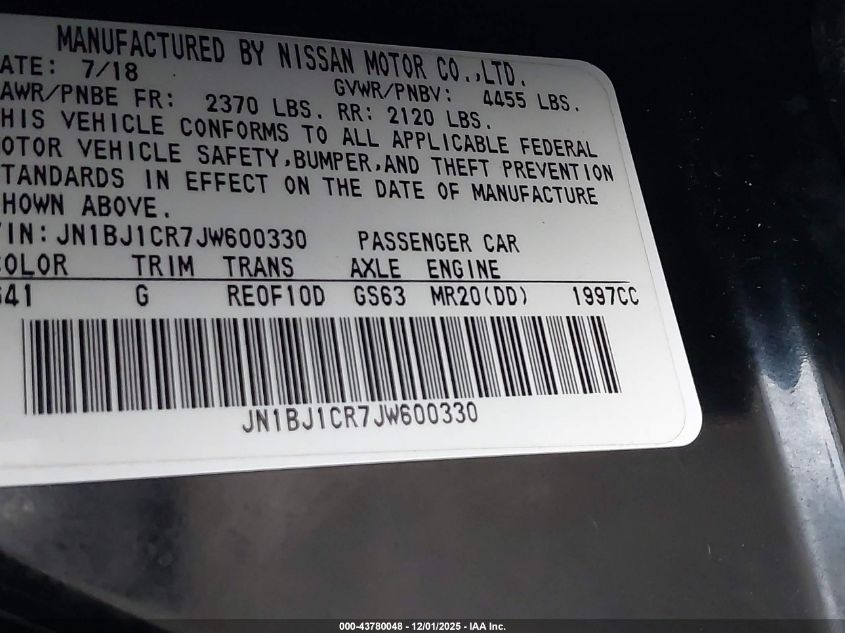 MANUFACTURED BY NISSAN MOTOR CO.,LTD.
ATE: 7/18 GVWR/PNBV: 4455 LBS.
AWR/PNBE FR: 2370 LBS. RR: 2120 LBS.
HIS VEHICLE CONFORMS TO ALL APPLICABLE FEDERAL
OTOR VEHICLE SAFETY,BUMPER,AND THEFT PREVENTION
TANDARDS IN EFFECT ON THE DATE OF MANUFACTURE
HOWN ABOVE.
IN: JN1BJ1CR7JW600330 PASSENGER CAR
COLOR TRIM TRANS AXLE ENGINE
G41 G RE0F10D GS63 MR20(DD) 1997CC
JN1BJ1CR7JW600330
000-43780048 - 12/01/2025 - IAA Inc.